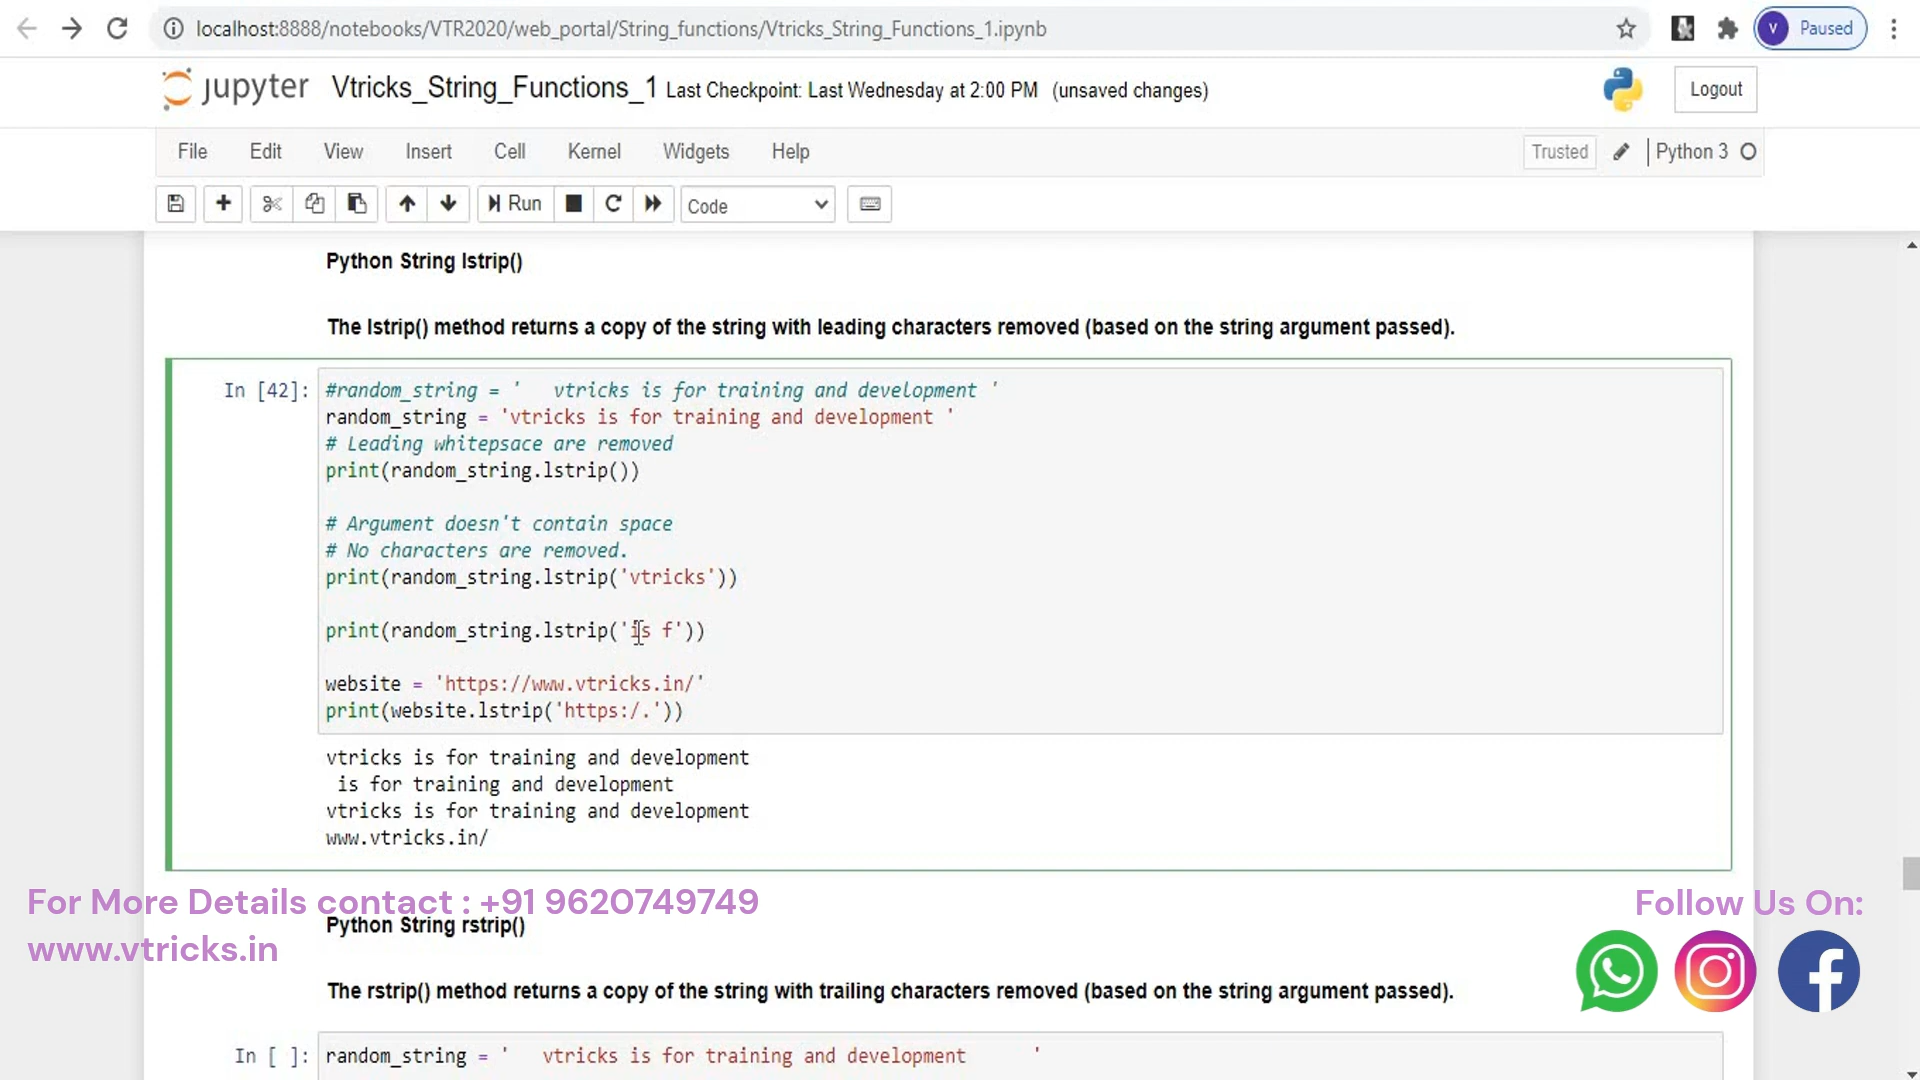 localhost:8888/notebooks/VTR2020/web_portal/String_functions/Vtricks_String_Functions_1.ipynb
V Paused
jupyter Vtricks_String_Functions_1 Last Checkpoint: Last Wednesday at 2:00 PM (unsaved changes)
Logout
File Edit View Insert Cell Kernel Widgets Help
Trusted Python 3
Run Code
Python String lstrip()
The lstrip() method returns a copy of the string with leading characters removed (based on the string argument passed).
In [42]:
#random_string = '   vtricks is for training and development '
random_string = 'vtricks is for training and development '
# Leading whitepsace are removed
print(random_string.lstrip())
# Argument doesn't contain space
# No characters are removed.
print(random_string.lstrip('vtricks'))
print(random_string.lstrip('is f'))
website = 'https://www.vtricks.in/'
print(website.lstrip('https:/.'))
vtricks is for training and development
 is for training and development
vtricks is for training and development
www.vtricks.in/
For More Details contact : +91 9620749749
www.vtricks.in
Follow Us On:
Python String rstrip()
The rstrip() method returns a copy of the string with trailing characters removed (based on the string argument passed).
In [ ]:
random_string = '   vtricks is for training and development      '